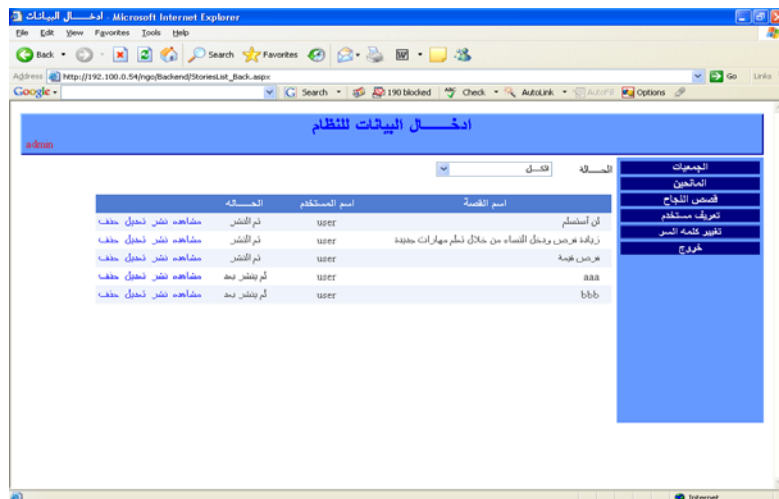 ادخـــــال البيانات - Microsoft Internet Explorer
File Edit View Favorites Tools Help
Back Search Favorites
Address http://192.100.0.54/ngo/Backend/StoriesList_Back.aspx Go Links
Google Search 190 blocked Check AutoLink AutoFill Options
ادخـــــال البيانات للنظام
admin
الجمعيات
المانحين
قصص النجاح
تعريف مستخدم
تغيير كلمه السر
خروج
الحـــاله الكـــل
اسم القصة اسم المستخدم الحـــاله
لن أستسلم user تم النشر مشاهده نشر تعديل حذف
زيادة فرص ودخل النساء من خلال تعلم مهارات جديدة user تم النشر مشاهده نشر تعديل حذف
فرص قيمة user تم النشر مشاهده نشر تعديل حذف
aaa user لم ينشر بعد مشاهده نشر تعديل حذف
bbb user لم ينشر بعد مشاهده نشر تعديل حذف
Internet